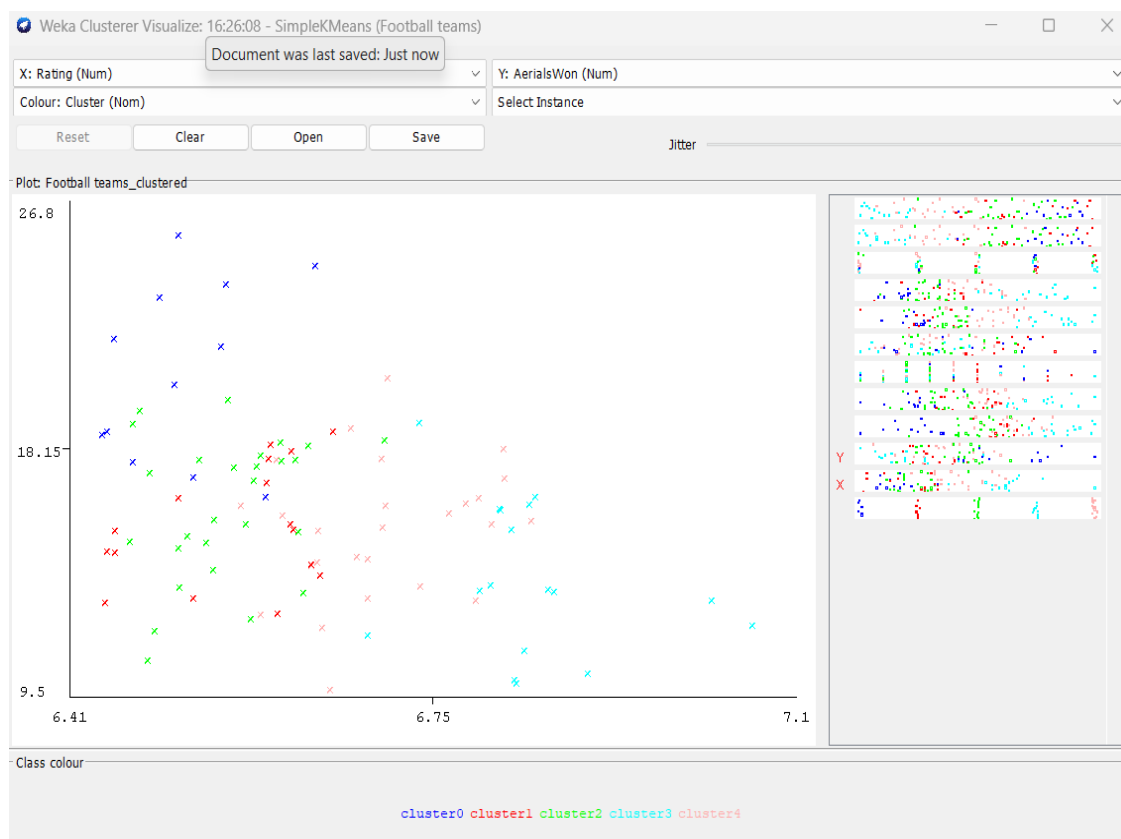 Weka Clusterer Visualize: 16:26:08 - SimpleKMeans (Football teams)
Document was last saved: Just now
X: Rating (Num) Y: AerialsWon (Num)
Colour: Cluster (Nom) Select Instance
Reset Clear Open Save Jitter
Plot: Football teams_clustered
26.8
18.15
9.5
6.41 6.75 7.1
Y
X
Class colour
cluster0 cluster1 cluster2 cluster3 cluster4